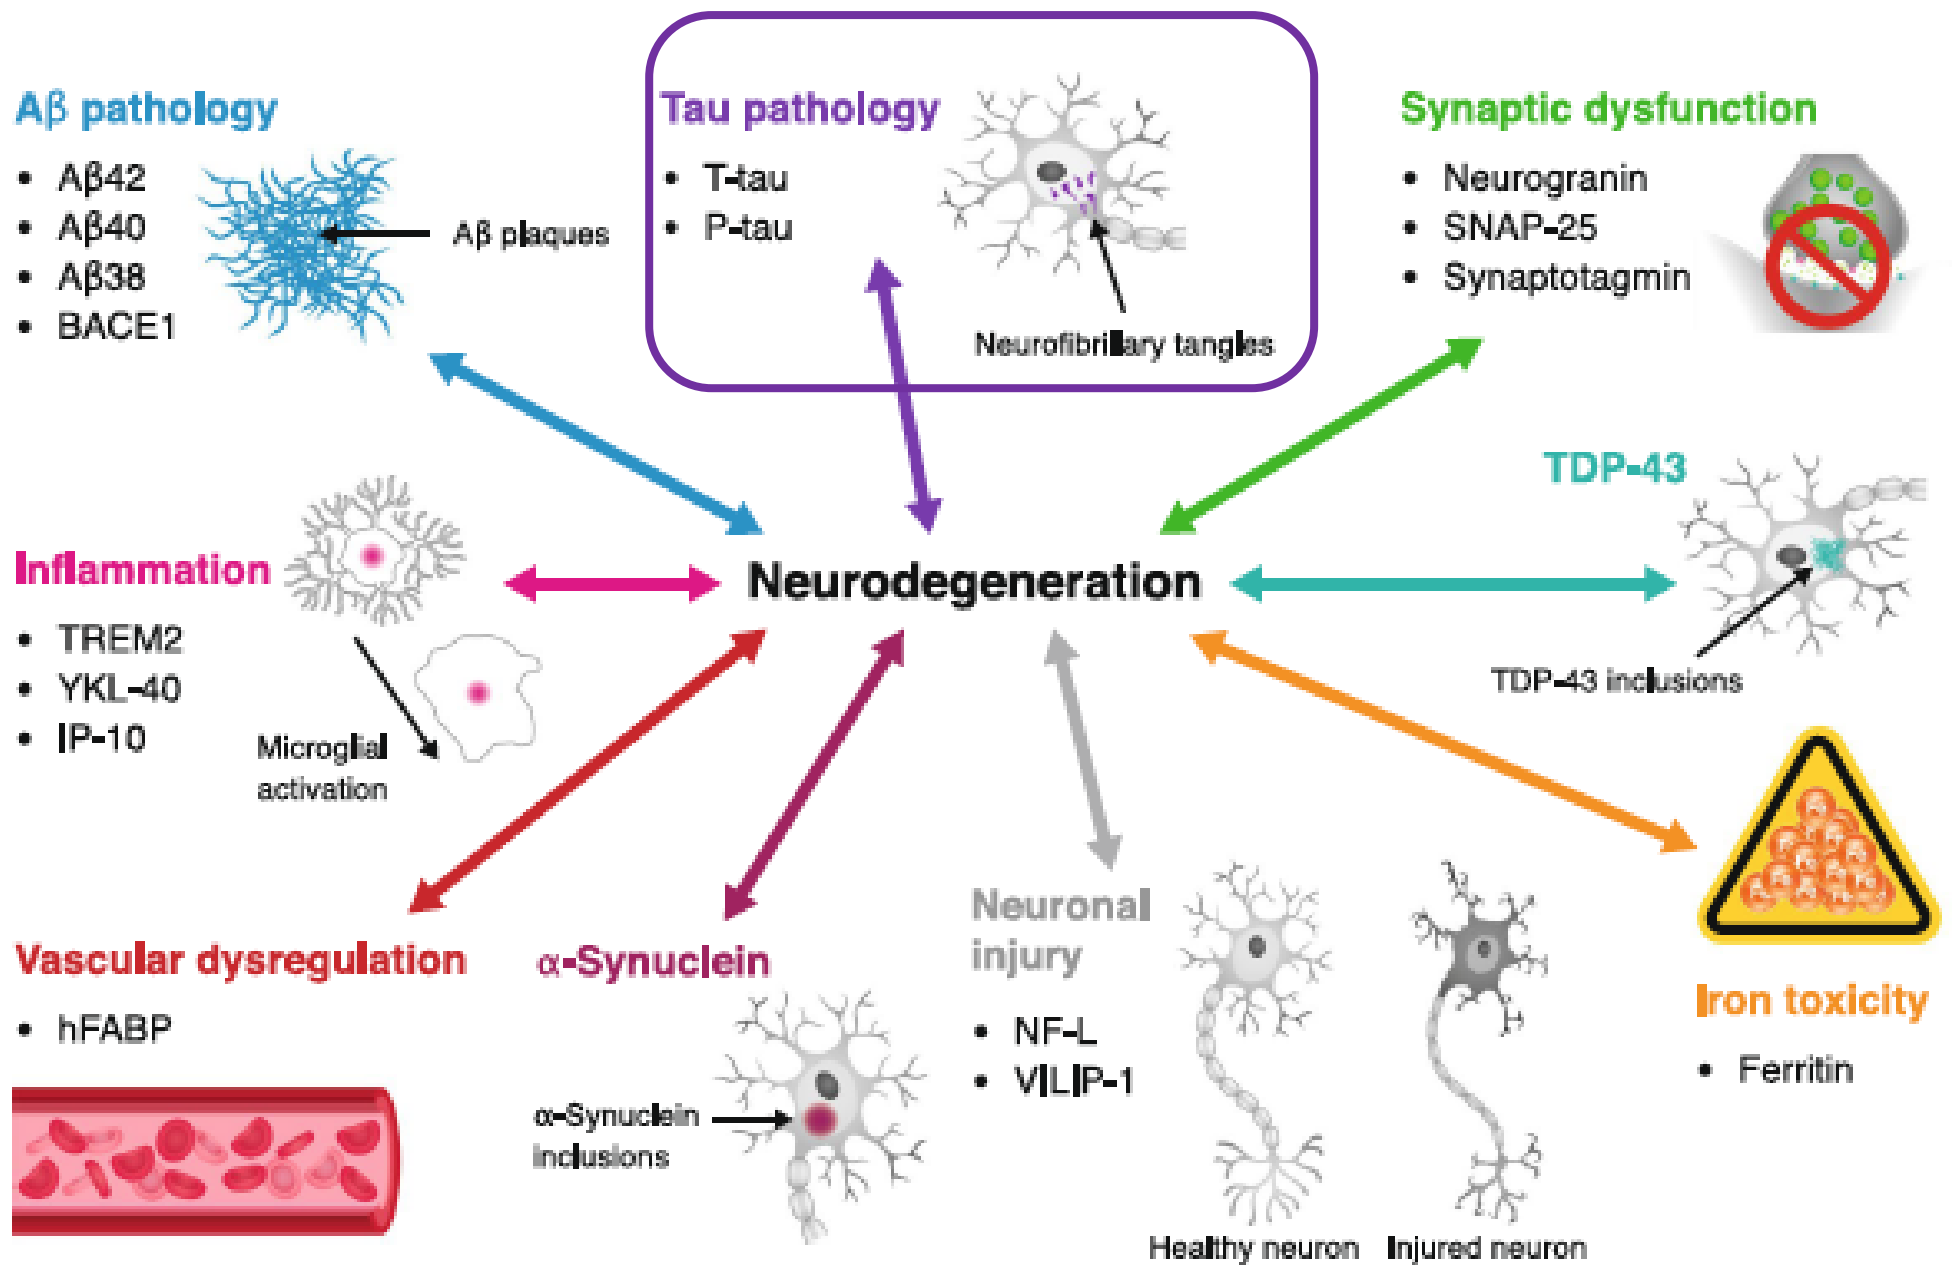 Aβ pathology
• Aβ42
• Aβ40
• Aβ38
• BACE1
Aβ plaques
Tau pathology
• T-tau
• P-tau
Neurofibrillary tangles
Synaptic dysfunction
• Neurogranin
• SNAP-25
• Synaptotagmin
TDP-43
TDP-43 inclusions
Inflammation
• TREM2
• YKL-40
• IP-10
Microglial
activation
Neurodegeneration
Vascular dysregulation
• hFABP
α-Synuclein
α-Synuclein
inclusions
Neuronal
injury
• NF-L
• VILIP-1
Healthy neuron
Injured neuron
Iron toxicity
• Ferritin